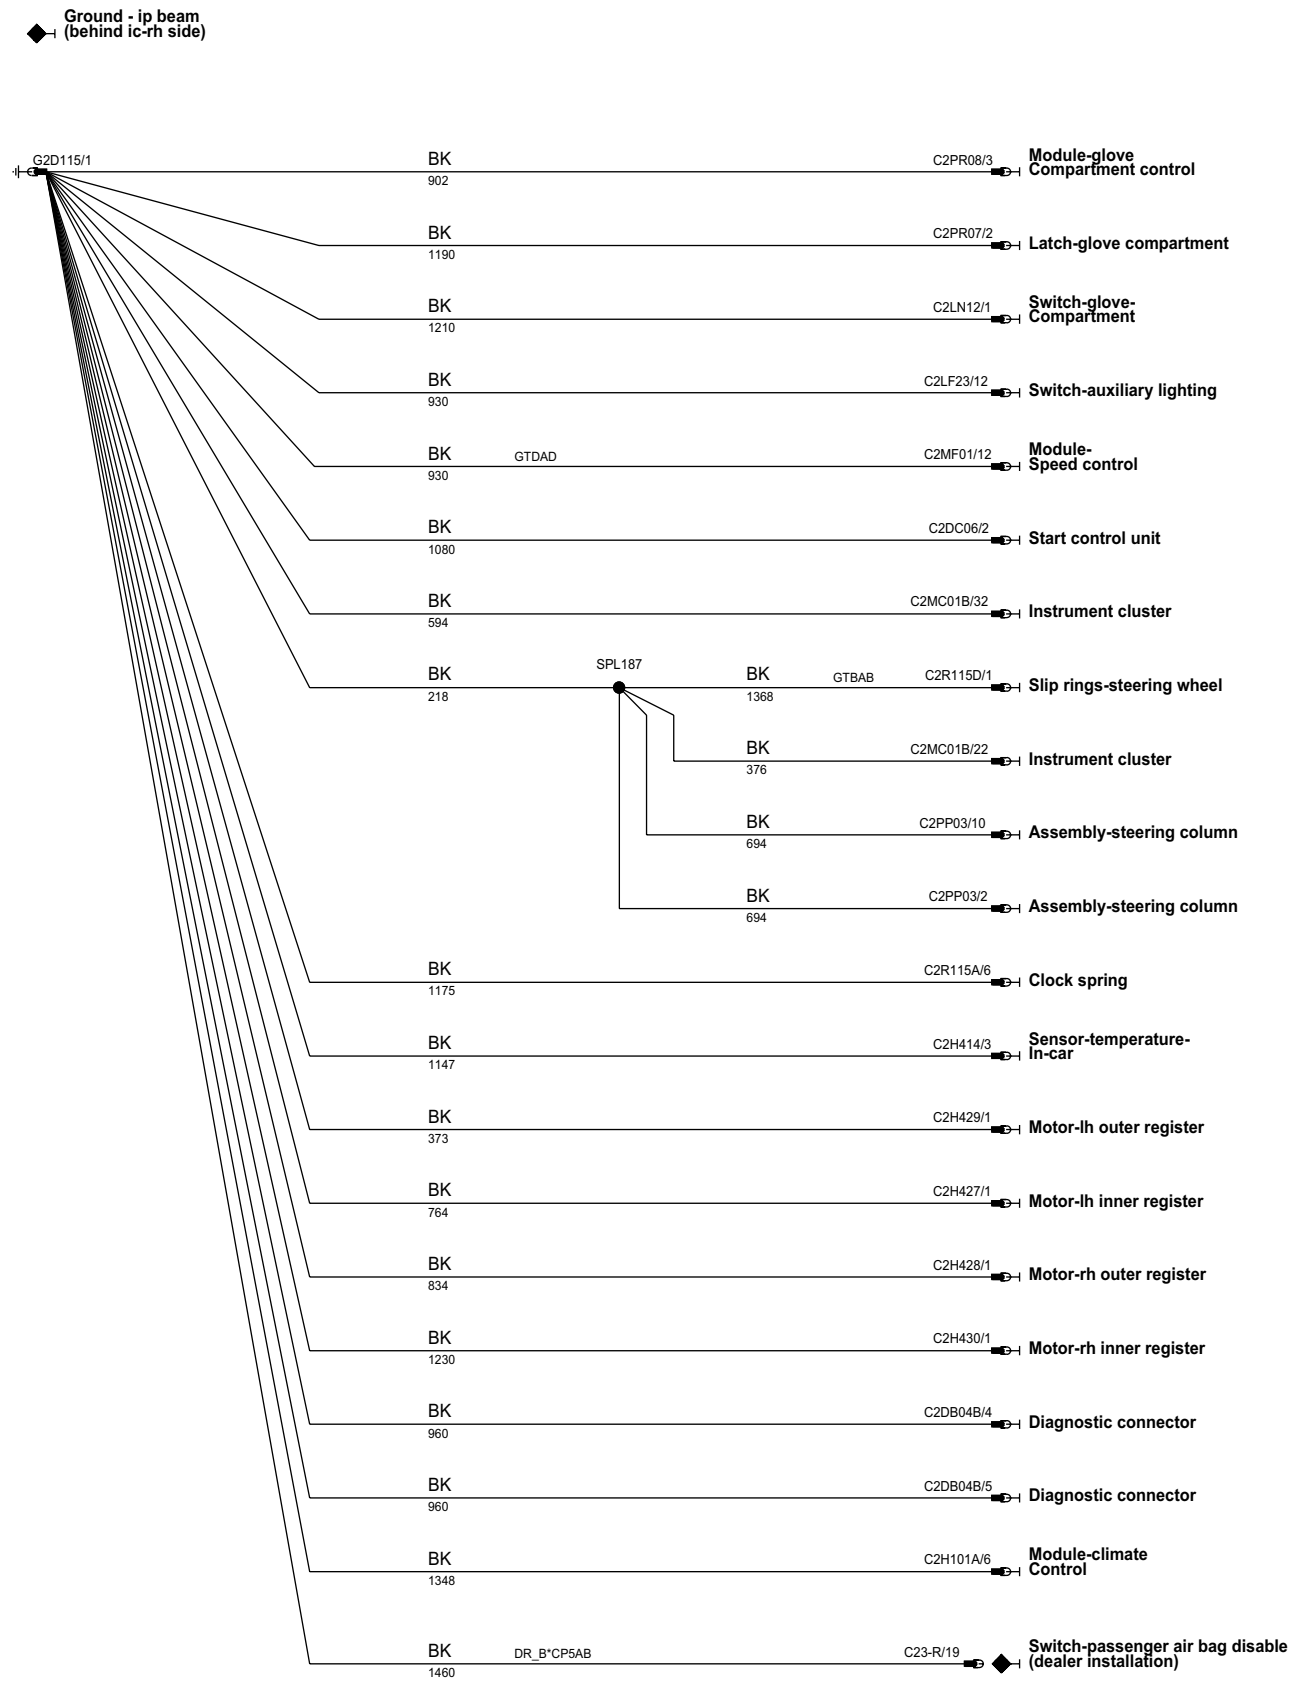 Ground - ip beam
(behind ic-rh side)
G2D115/1
BK
902
C2PR08/3
Module-glove
Compartment control
BK
1190
C2PR07/2
Latch-glove compartment
BK
1210
C2LN12/1
Switch-glove-
Compartment
BK
930
C2LF23/12
Switch-auxiliary lighting
BK
930
GTDAD
C2MF01/12
Module-
Speed control
BK
1080
C2DC06/2
Start control unit
BK
594
C2MC01B/32
Instrument cluster
BK
218
SPL187
BK
1368
GTBAB
C2R115D/1
Slip rings-steering wheel
BK
376
C2MC01B/22
Instrument cluster
BK
694
C2PP03/10
Assembly-steering column
BK
694
C2PP03/2
Assembly-steering column
BK
1175
C2R115A/6
Clock spring
BK
1147
C2H414/3
Sensor-temperature-
In-car
BK
373
C2H429/1
Motor-lh outer register
BK
764
C2H427/1
Motor-lh inner register
BK
834
C2H428/1
Motor-rh outer register
BK
1230
C2H430/1
Motor-rh inner register
BK
960
C2DB04B/4
Diagnostic connector
BK
960
C2DB04B/5
Diagnostic connector
BK
1348
C2H101A/6
Module-climate
Control
BK
1460
DR_B*CP5AB
C23-R/19
Switch-passenger air bag disable
(dealer installation)